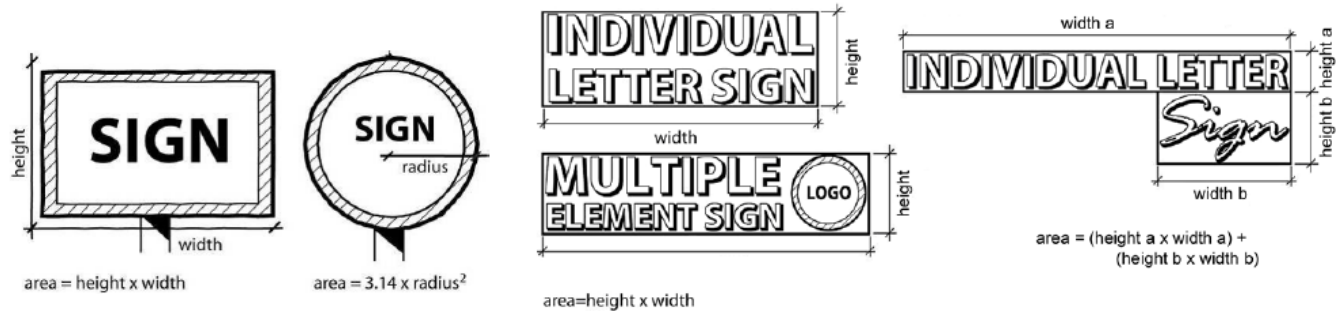 height
SIGN
width
area = height x width
SIGN
radius
area = 3.14 x radius²
INDIVIDUAL
LETTER SIGN
height
width
MULTIPLE
ELEMENT SIGN
LOGO
height
area=height x width
width a
INDIVIDUAL LETTER
height a
Sign
height b
width b
area = (height a x width a) +
(height b x width b)